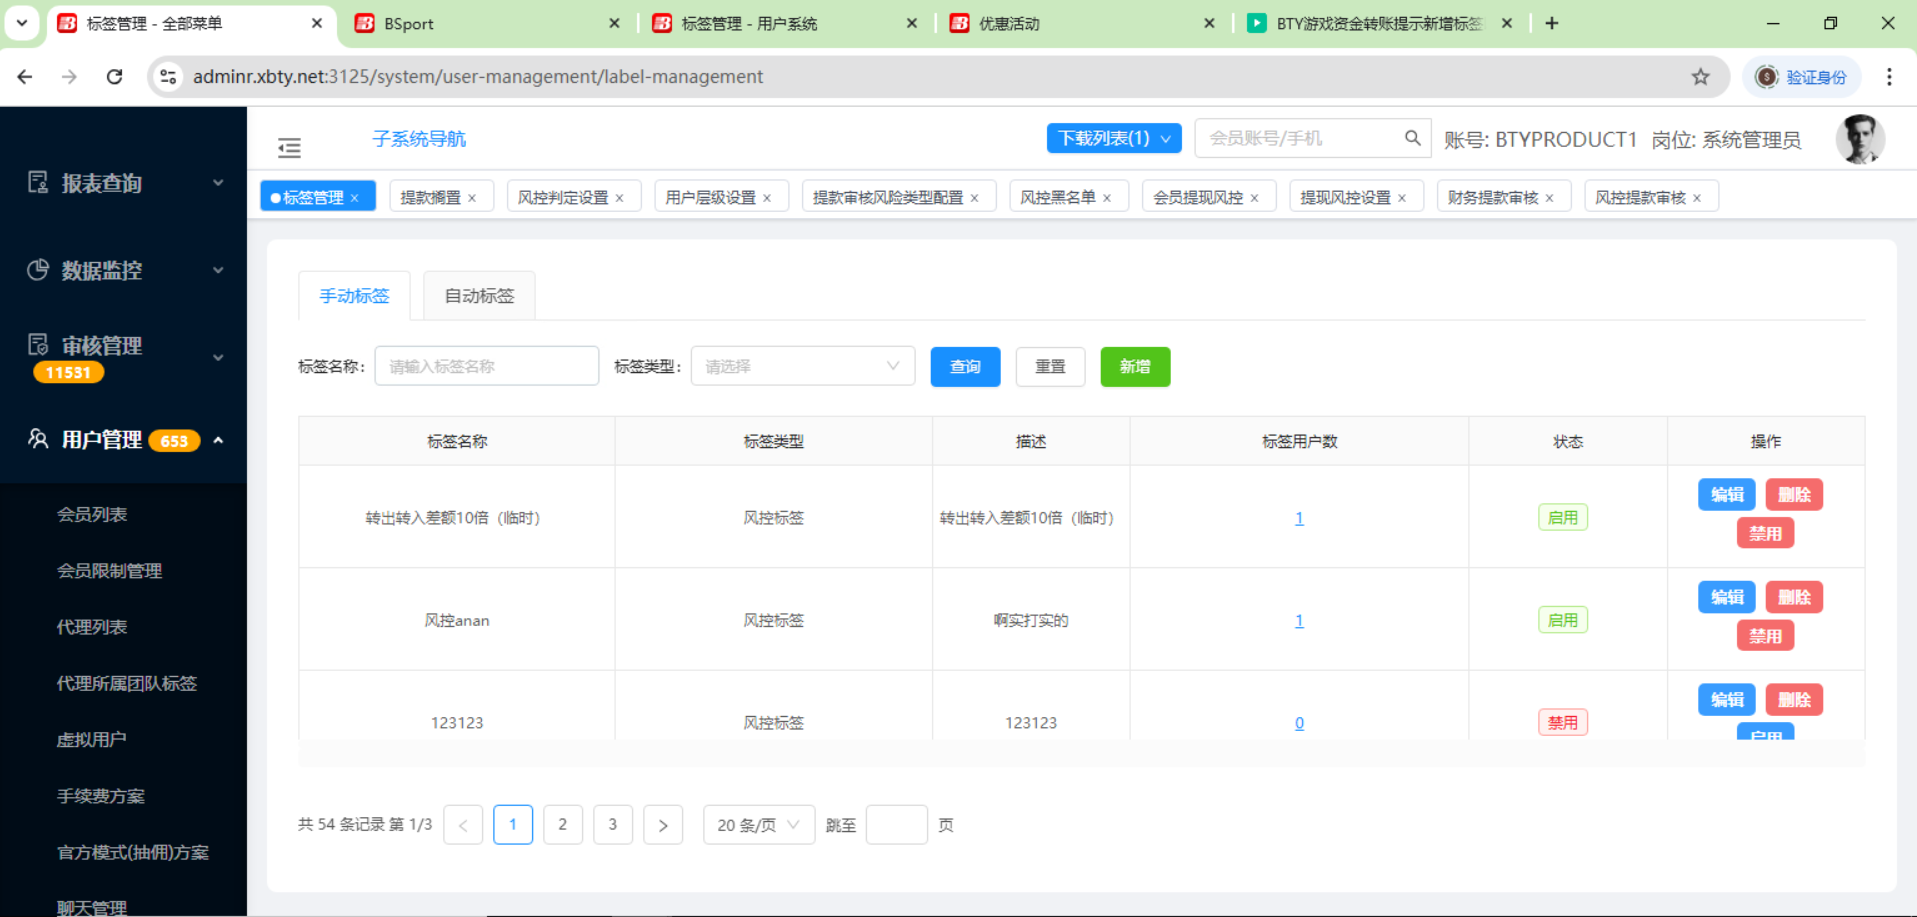 标签管理 - 全部菜单
BSport
标签管理 - 用户系统
优惠活动
BTY游戏资金转账提示新增标签
adminr.xbty.net:3125/system/user-management/label-management
验证身份
子系统导航
下载列表(1)
会员账号/手机
账号: BTYPRODUCT1 岗位: 系统管理员
标签管理
提款搁置
风控判定设置
用户层级设置
提款审核风险类型配置
风控黑名单
会员提现风控
提现风控设置
财务提款审核
风控提款审核
报表查询
数据监控
审核管理
11531
用户管理 653
会员列表
会员限制管理
代理列表
代理所属团队标签
虚拟用户
手续费方案
官方模式(抽佣)方案
聊天管理
手动标签
自动标签
标签名称: 请输入标签名称 标签类型: 请选择 查询 重置 新增
标签名称 标签类型 描述 标签用户数 状态 操作
转出转入差额10倍（临时） 风控标签 转出转入差额10倍（临时） 1 启用 编辑 删除
禁用
风控anan 风控标签 啊实打实的 1 启用 编辑 删除
禁用
123123 风控标签 123123 0 禁用 编辑 删除
启用
共 54 条记录 第 1/3 < 1 2 3 > 20 条/页 跳至 页